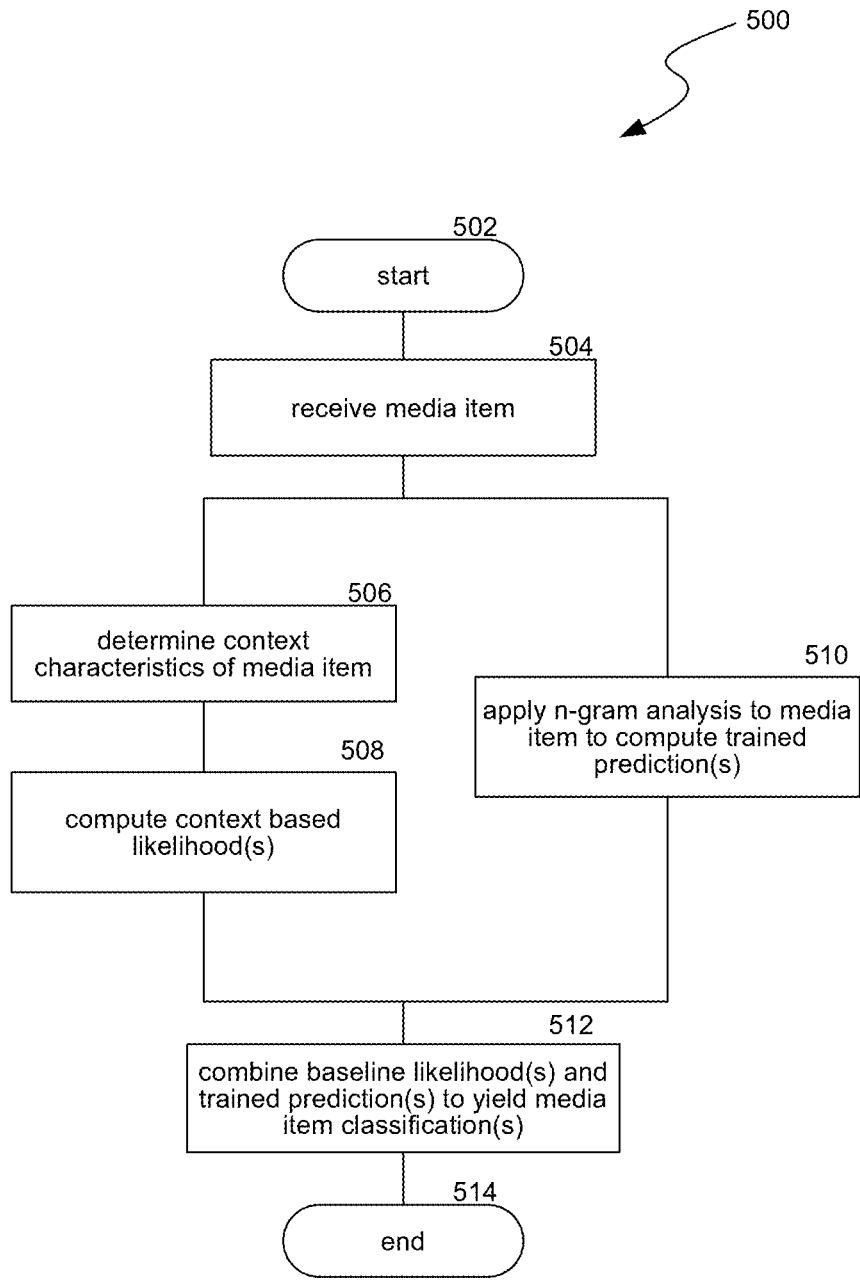 500
502
start
504
receive media item
506
determine context
characteristics of media item
508
compute context based
likelihood(s)
510
apply n-gram analysis to media
item to compute trained
prediction(s)
512
combine baseline likelihood(s) and
trained prediction(s) to yield media
item classification(s)
514
end